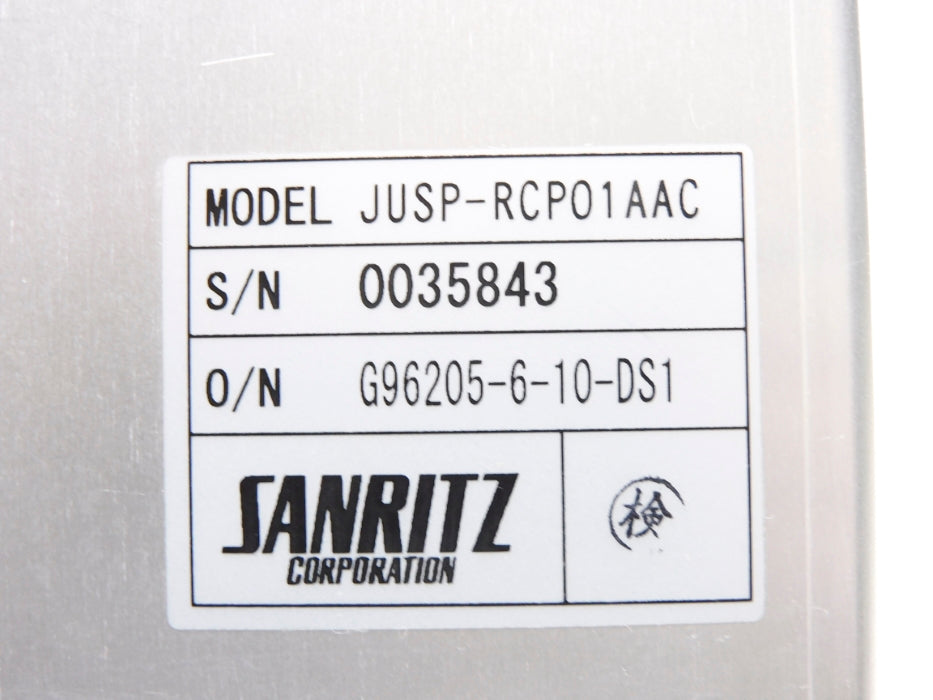 MODEL JUSP-RCP01AAC
S/N 0035843
O/N G96205-6-10-DS1
SANRITZ
CORPORATION
検